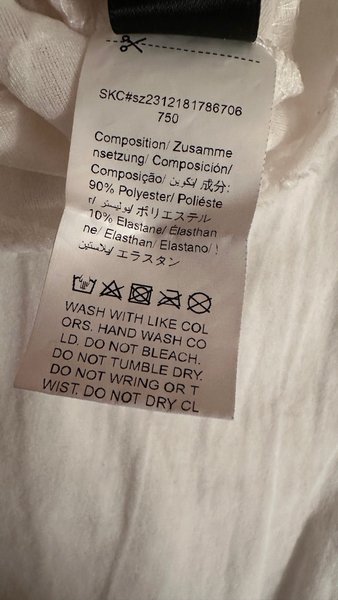 SKC#sz2312181786706
750
Composition/ Zusamme
nsetzung/ Composición/
Composição/ تكوين/ 成分:
90% Polyester/ Poliéste
r/ بوليستر/ ポリエステル
10% Elastane/ Élasthan
ne/ Elasthan/ Elastano/
يلاستين/ エラスタン
WASH WITH LIKE COL
ORS. HAND WASH CO
LD. DO NOT BLEACH.
DO NOT TUMBLE DRY.
DO NOT WRING OR T
WIST. DO NOT DRY CL